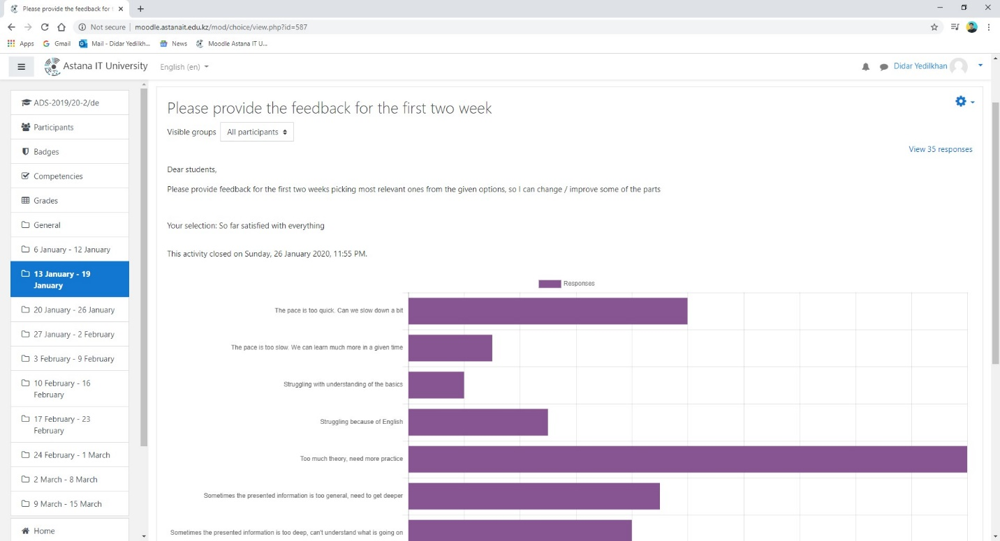 Please provide the feedback for t
Not secure | moodle.astanait.edu.kz/mod/choice/view.php?id=587
Apps Gmail Mail - Didar Yedilkh... News Moodle Astana IT U...
Astana IT University English (en) Didar Yedilkhan
ADS-2019/20-2/de
Participants
Badges
Competencies
Grades
General
6 January - 12 January
13 January - 19
January
20 January - 26 January
27 January - 2 February
3 February - 9 February
10 February - 16
February
17 February - 23
February
24 February - 1 March
2 March - 8 March
9 March - 15 March
Home
Please provide the feedback for the first two week
Visible groups All participants
View 35 responses
Dear students,
Please provide feedback for the first two weeks picking most relevant ones from the given options, so I can change / improve some of the parts
Your selection: So far satisfied with everything
This activity closed on Sunday, 26 January 2020, 11:55 PM.
Responses
The pace is too quick. Can we slow down a bit
The pace is too slow. We can learn much more in a given time
Struggling with understanding of the basics
Struggling because of English
Too much theory, need more practice
Sometimes the presented information is too general, need to get deeper
Sometimes the presented information is too deep, can't understand what is going on